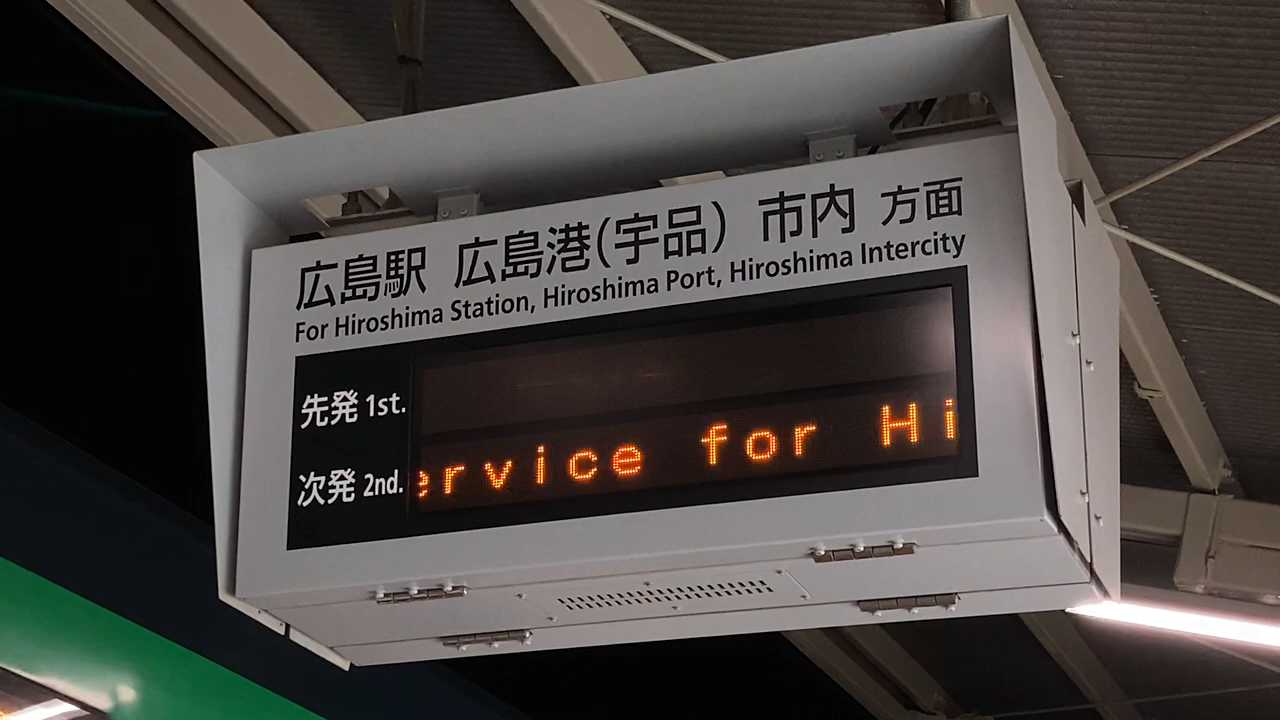 広島駅 広島港(宇品) 市内 方面
For Hiroshima Station, Hiroshima Port, Hiroshima Intercity
先発 1st.
次発 2nd. ervice for Hi